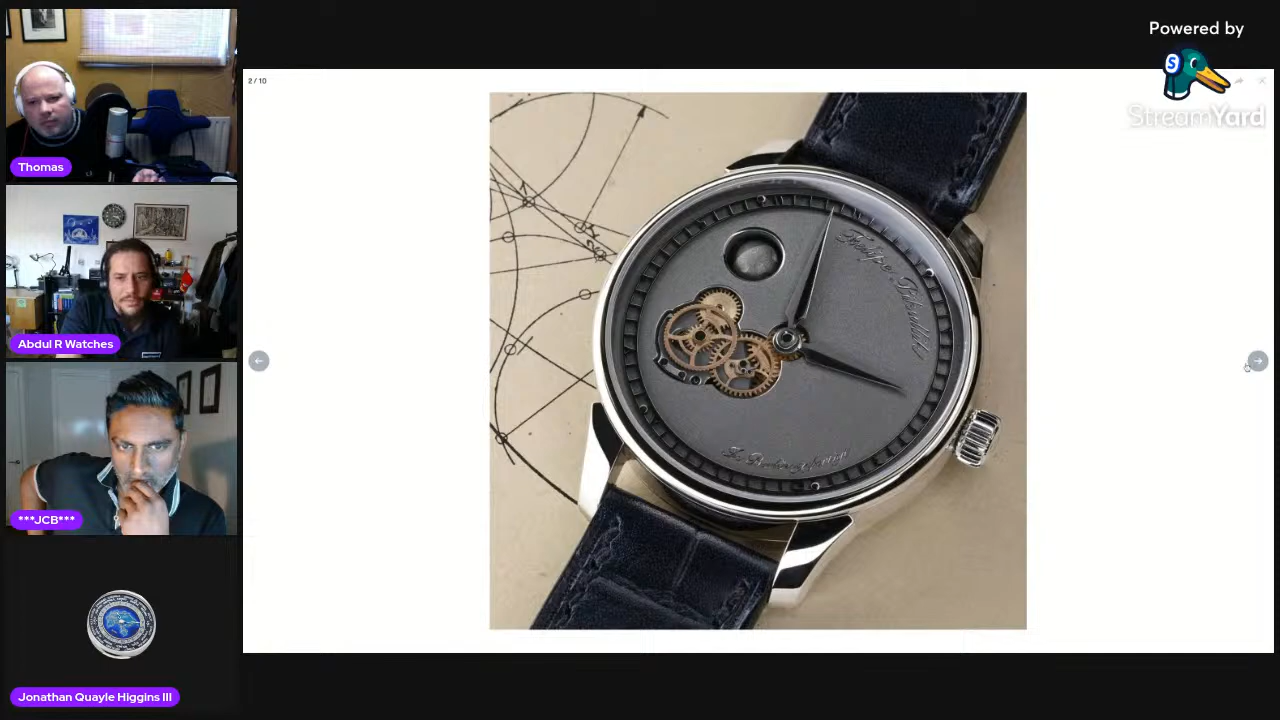 Powered by
StreamYard
2 / 10
S
Thomas
Abdul R Watches
***JCB***
Jonathan Quayle Higgins III